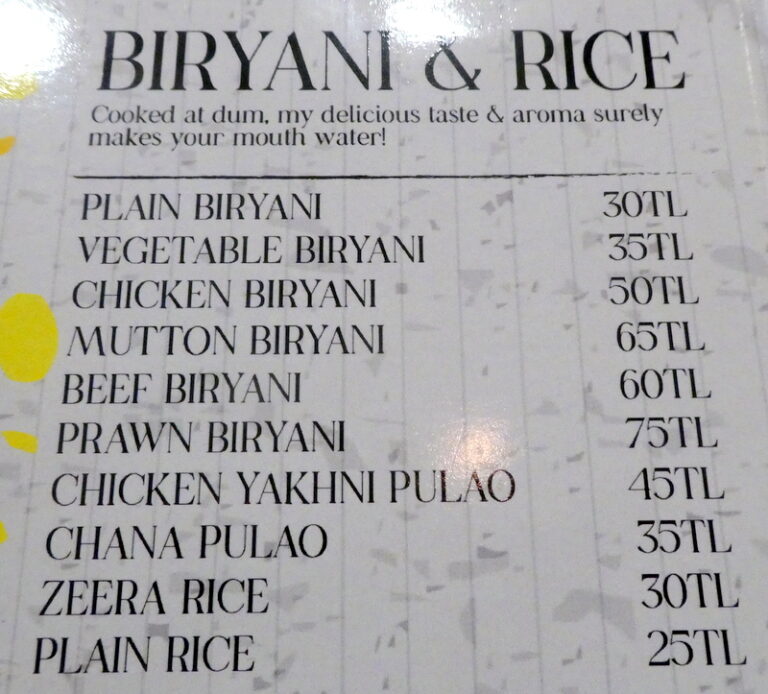 BIRYANI & RICE
Cooked at dum, my delicious taste & aroma surely
makes your mouth water!
PLAIN BIRYANI 30TL
VEGETABLE BIRYANI 35TL
CHICKEN BIRYANI 50TL
MUTTON BIRYANI 65TL
BEEF BIRYANI 60TL
PRAWN BIRYANI 75TL
CHICKEN YAKHNI PULAO 45TL
CHANA PULAO 35TL
ZEERA RICE 30TL
PLAIN RICE 25TL